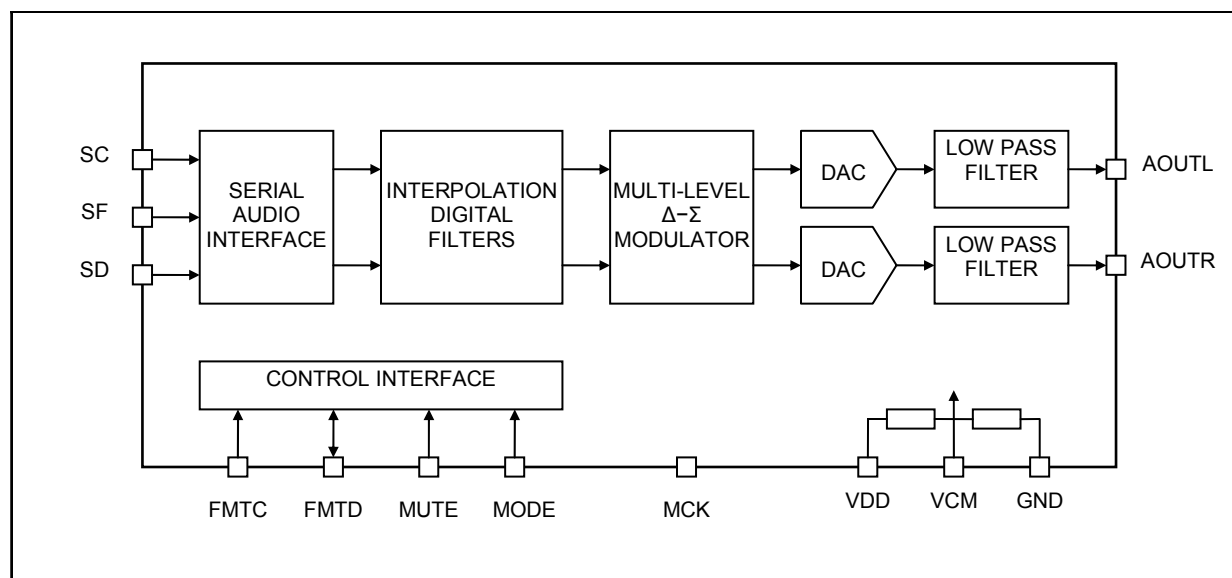 SC
SF
SD
SERIAL
AUDIO
INTERFACE
INTERPOLATION
DIGITAL
FILTERS
MULTI-LEVEL
Δ−Σ
MODULATOR
DAC
LOW PASS
FILTER
AOUTL
DAC
LOW PASS
FILTER
AOUTR
CONTROL INTERFACE
FMTC
FMTD
MUTE
MODE
MCK
VDD
VCM
GND